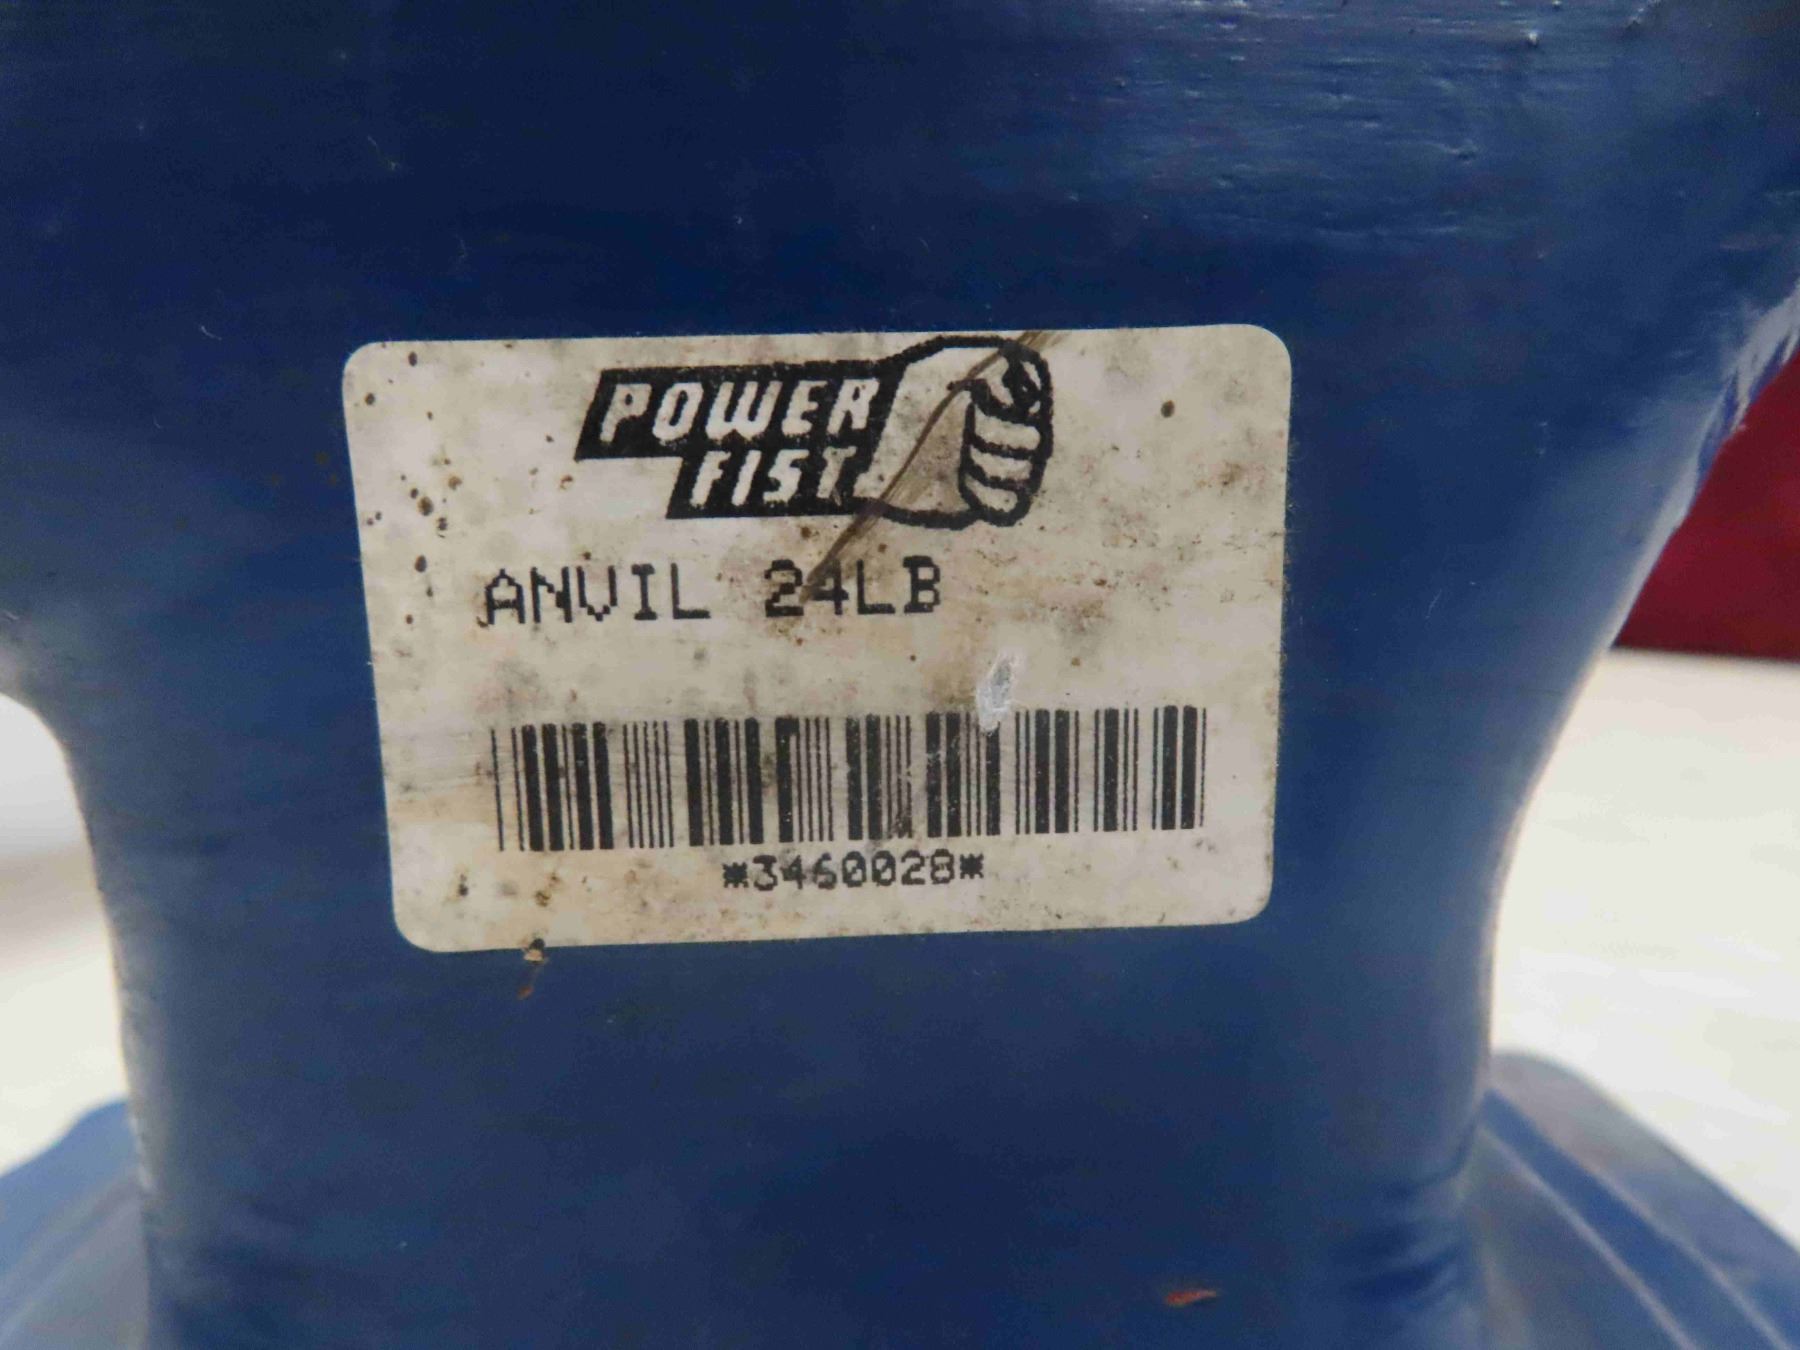 POWER
FIST
ANVIL 24LB
*3460028*